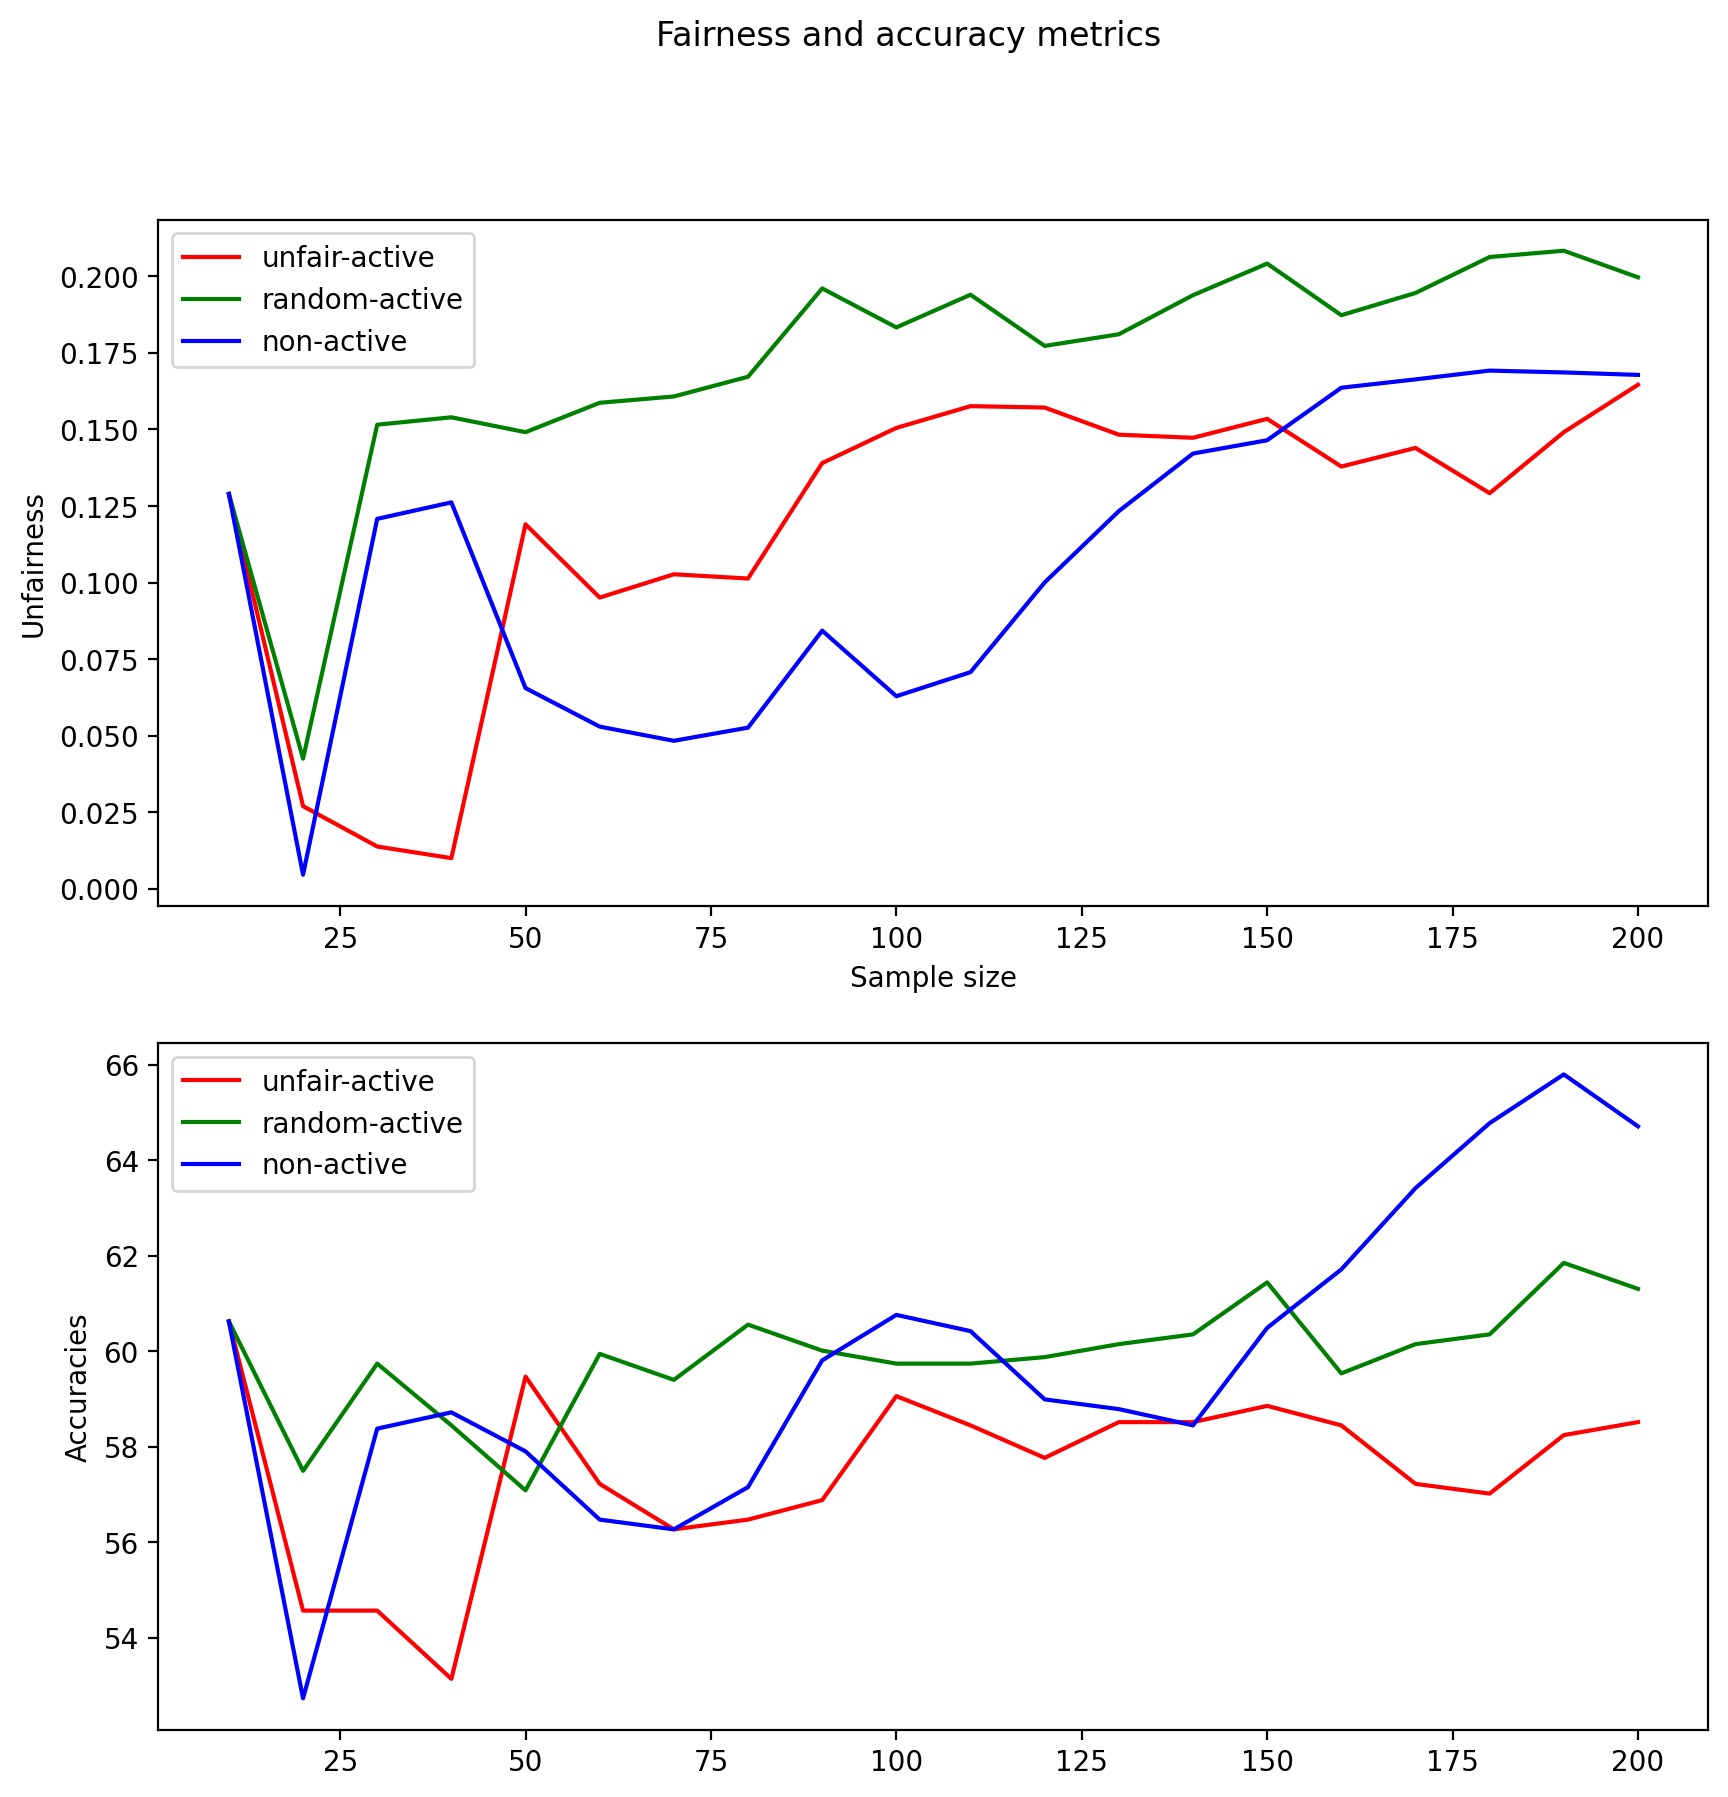 Fairness and accuracy metrics
unfair-active
random-active
non-active
0.200
0.175
0.150
0.125
0.100
0.075
0.050
0.025
0.000
Unfairness
25 50 75 100 125 150 175 200
Sample size
unfair-active
random-active
non-active
66
64
62
60
58
56
54
Accuracies
25 50 75 100 125 150 175 200